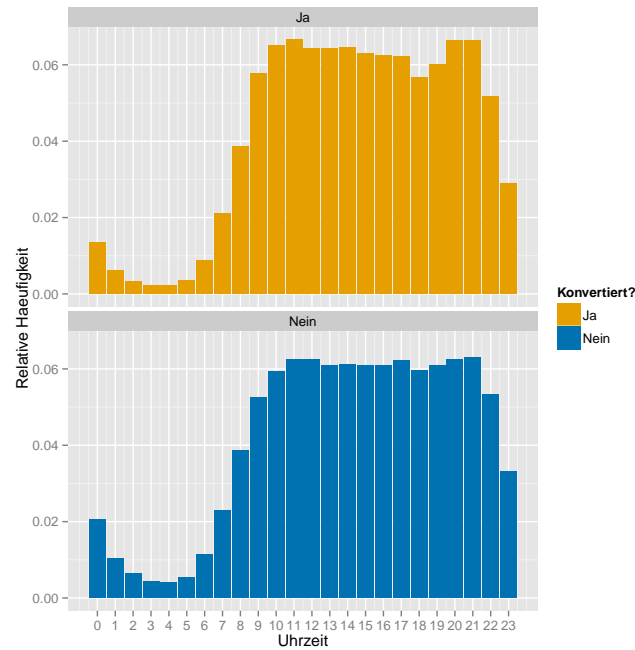 Ja
0.06
0.04
0.02
0.00
Relative Haeufigkeit
Nein
0.06
0.04
0.02
0.00
0 1 2 3 4 5 6 7 8 9 10 11 12 13 14 15 16 17 18 19 20 21 22 23
Uhrzeit
Konvertiert?
Ja
Nein